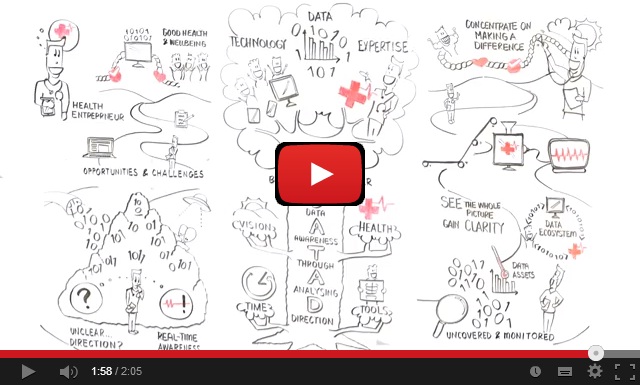 10101
010101
GOOD HEALTH
& WELLBEING
HEALTH
ENTREPRENEUR
OPPORTUNITIES & CHALLENGES
DATA
TECHNOLOGY
EXPERTISE
101
CONCENTRATE ON
MAKING A
DIFFERENCE
SEE THE WHOLE
PICTURE
GAIN CLARITY
DATA
ECOSYSTEM
DATA
ASSETS
UNCOVERED & MONITORED
?
!
UNCLEAR...
DIRECTION?
REAL-TIME
AWARENESS
VISION
HEALTH
TIME
TOOLS
DATA
A
AWARENESS
T
THROUGH
A
ANALYSING
D
DIRECTION
1:58 / 2:05